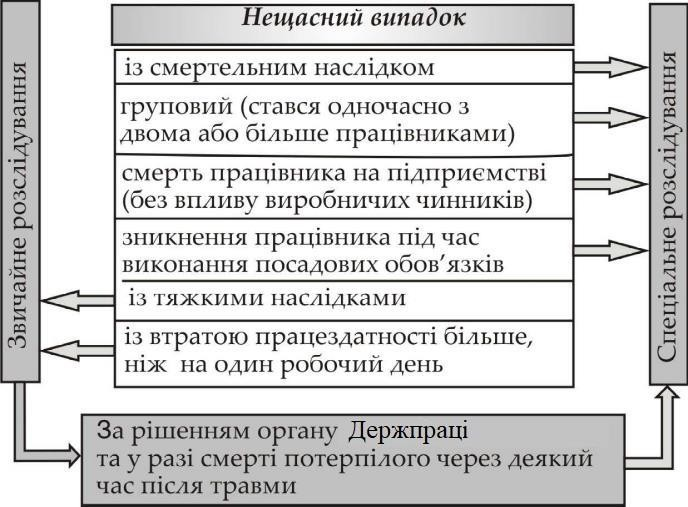 Нещасний випадок
Звичайне розслідування
із смертельним наслідком
груповий (стався одночасно з
двома або більше працівниками)
смерть працівника на підприємстві
(без впливу виробничих чинників)
зникнення працівника під час
виконання посадових обов’язків
із тяжкими наслідками
із втратою працездатності більше,
ніж на один робочий день
Спеціальне розслідування
За рішенням органу Держпраці
та у разі смерті потерпілого через деякий
час після травми